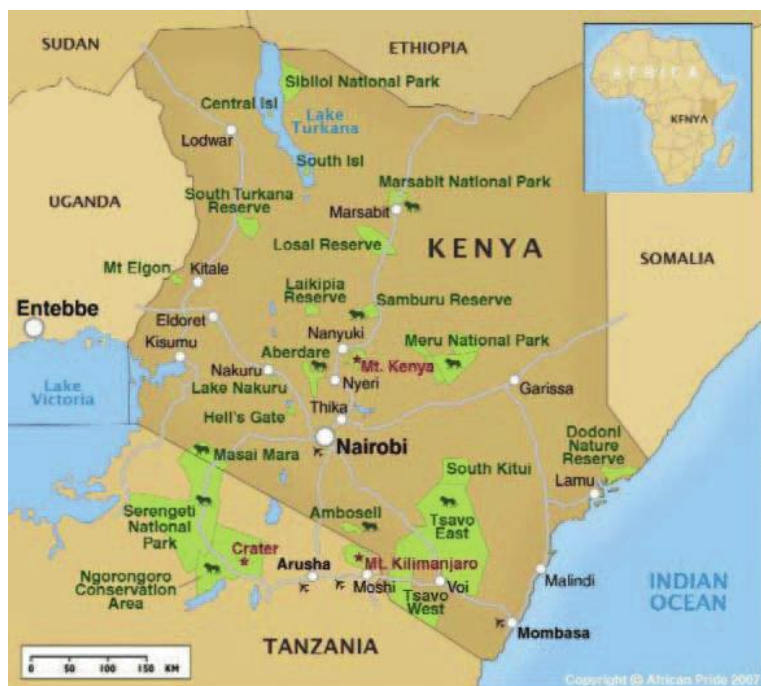 SUDAN
ETHIOPIA
Sibiloi National Park
Central Isl
Lake
Turkana
Lodwar
South Isl
AFRICA
KENYA
UGANDA
South Turkana
Reserve
Marsabit National Park
Marsabit
Losai Reserve
KENYA
SOMALIA
Mt Elgon
Kitale
Laikipia
Reserve
Samburu Reserve
Entebbe
Eldoret
Kisumu
Nanyuki
Meru National Park
Aberdare
Mt. Kenya
Nakuru
Nyeri
Lake Nakuru
Garissa
Lake
Victoria
Hell's Gate
Thika
Nairobi
Masai Mara
South Kitui
Dodoni
Nature
Reserve
Lamu
Serengeti
National
Park
Amboseli
Tsavo
East
Crater
Arusha
Mt. Kilimanjaro
Moshi
Voi
Malindi
Ngorongoro
Conservation
Area
Tsavo
West
INDIAN
OCEAN
Mombasa
TANZANIA
0 50 100 150
KM
Copyright © African Pride 2007